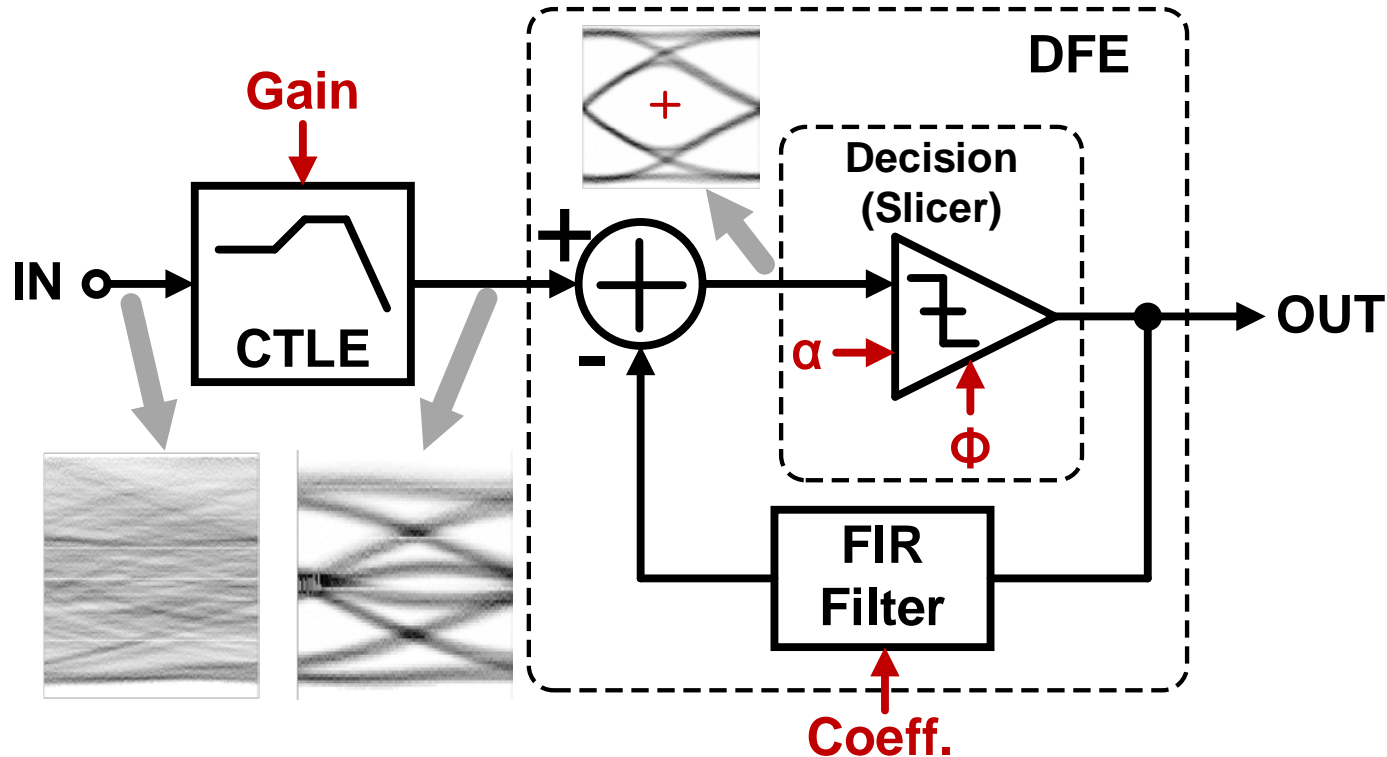 DFE
Gain
Decision
(Slicer)
+
IN
CTLE
-
α
Φ
OUT
FIR
Filter
Coeff.